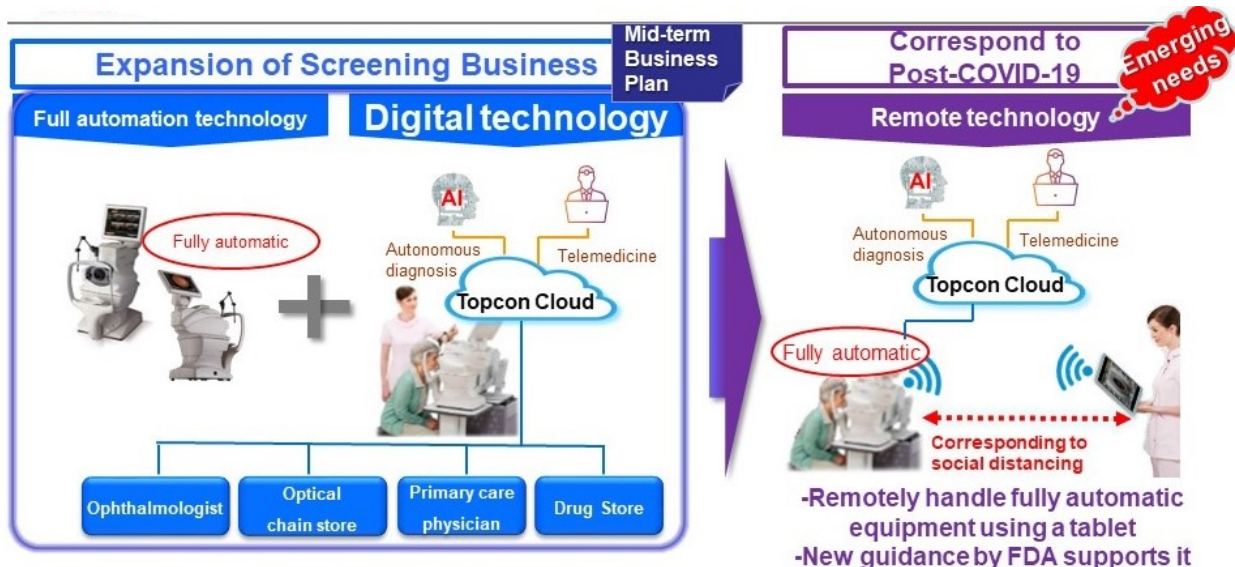 Expansion of Screening Business
Mid-term
Business
Plan
Full automation technology
Digital technology
Fully automatic
AI
Autonomous
diagnosis
Telemedicine
Topcon Cloud
Ophthalmologist
Optical
chain store
Primary care
physician
Drug Store
Correspond to
Post-COVID-19
Emerging
needs
Remote technology
AI
Autonomous
diagnosis
Telemedicine
Topcon Cloud
Fully automatic
Corresponding to
social distancing
-Remotely handle fully automatic
equipment using a tablet
-New guidance by FDA supports it